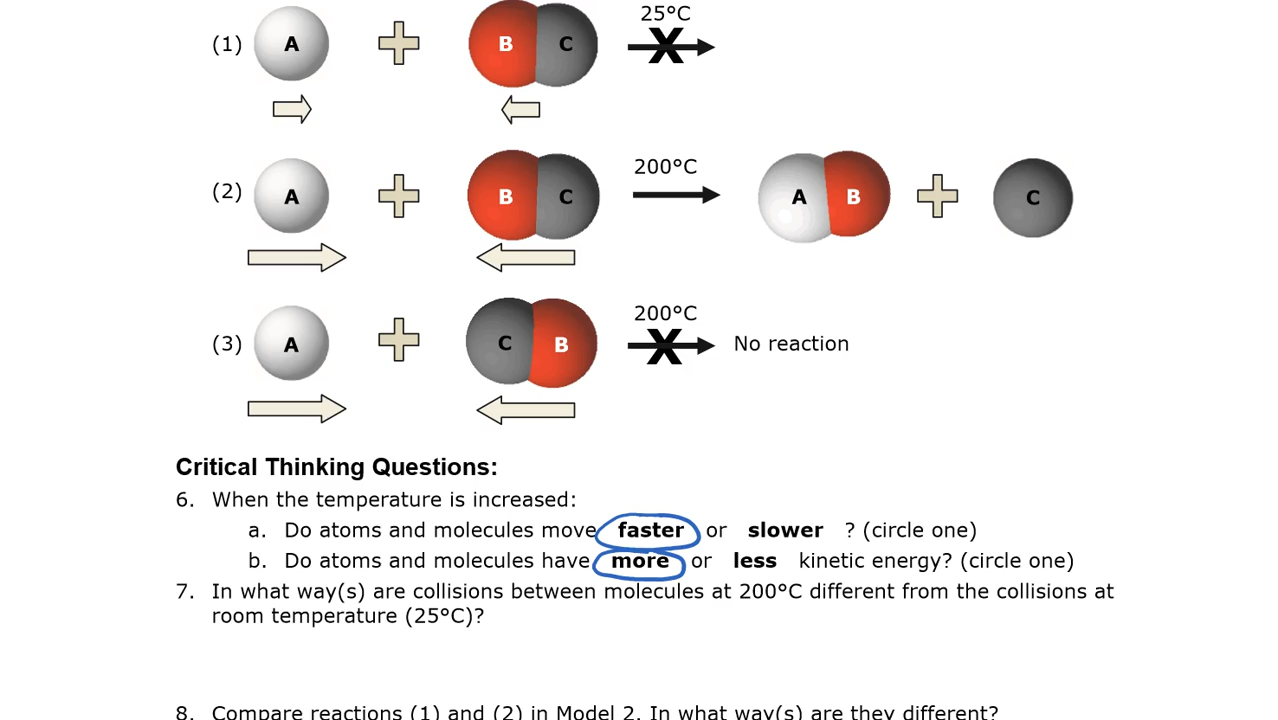 25°C
(1) A B C X
200°C
(2) A B C A B C
200°C
(3) A C B X No reaction
Critical Thinking Questions:
6. When the temperature is increased:
a. Do atoms and molecules move faster or slower ? (circle one)
b. Do atoms and molecules have more or less kinetic energy? (circle one)
7. In what way(s) are collisions between molecules at 200°C different from the collisions at
room temperature (25°C)?
8. Compare reactions (1) and (2) in Model 2. In what way(s) are they different?